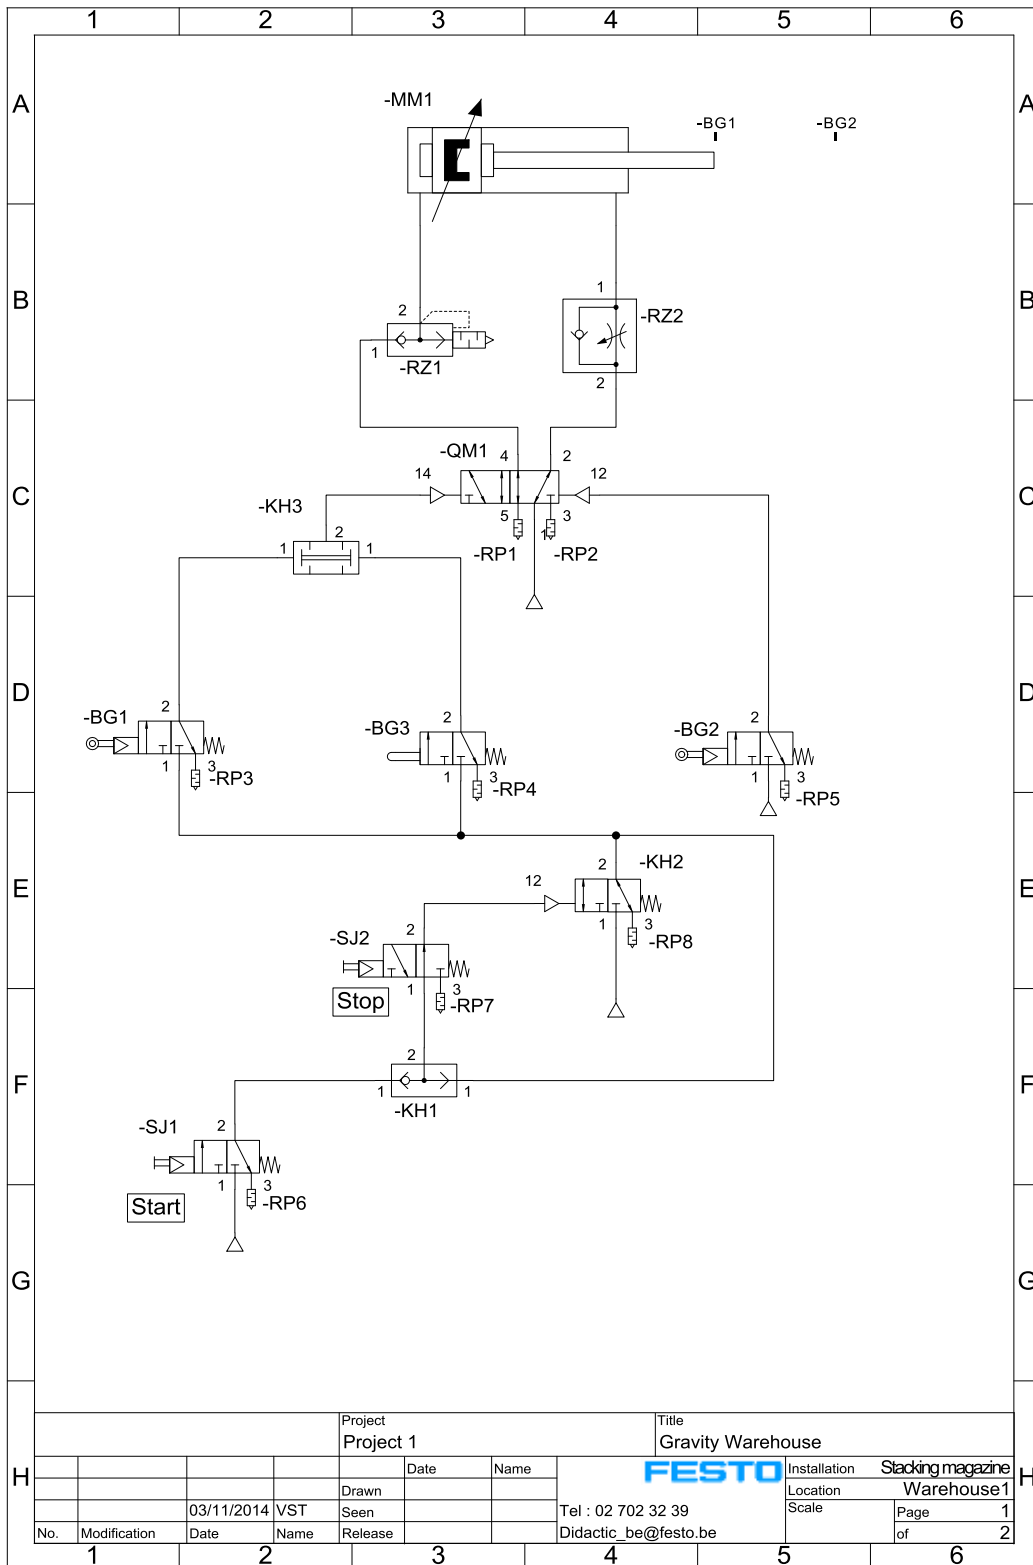 1 2 3 4 5 6
A A
-MM1
-BG1 -BG2
B B
1
2 -RZ2
1
-RZ1
2
-QM1 4 2
14 12
C C
-KH3
5 3
1 2 1
1
-RP1 -RP2
D D
2 2 2
-BG1 -BG3 -BG2
1 3 1 3 1 3
-RP3 -RP4 -RP5
2 -KH2
E E
12
1 3
-RP8
2
-SJ2
1 3
Stop -RP7
2
F F
1 1
-KH1
2
-SJ1
1 3
Start -RP6
G G
Project Title
Project 1 Gravity Warehouse
H H
Date Name FESTO Installation Stacking magazine
Drawn Location Warehouse1
03/11/2014 VST Seen Tel : 02 702 32 39 Scale Page 1
No. Modification Date Name Release Didactic_be@festo.be of 2
1 2 3 4 5 6